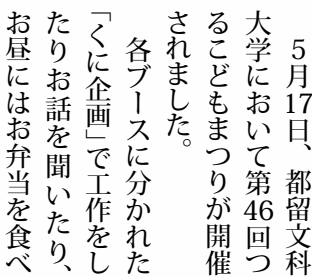 ５月17日、都留文科
大学において第46回つ
るこどもまつりが開催
されました。
各ブースに分かれた
「くに企画」で工作をし
たりお話を聞いたり、
お昼にはお弁当を食べ